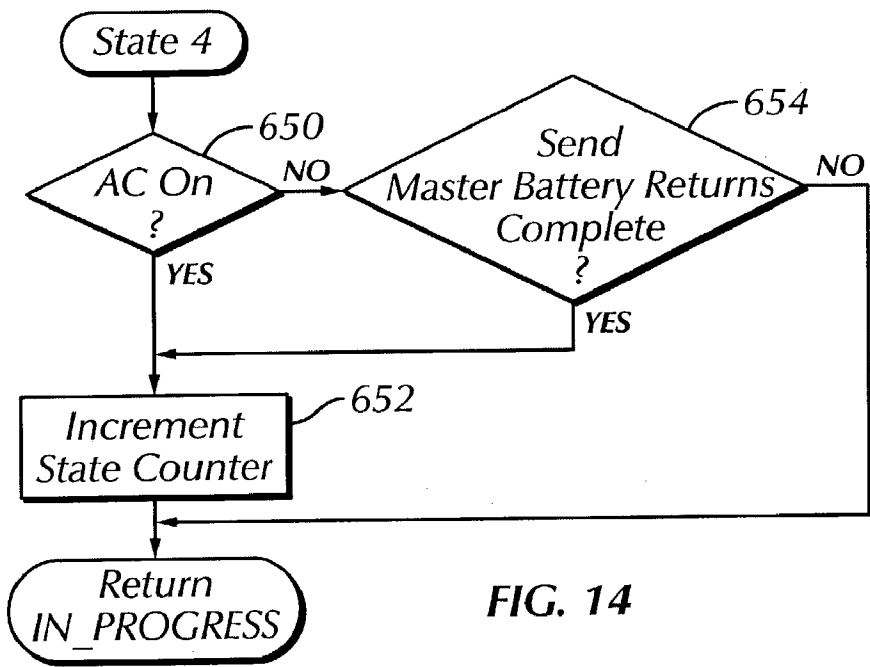 State 4
650
AC On
?
NO
YES
654
Send
Master Battery Returns
Complete
?
NO
YES
652
Increment
State Counter
Return
IN_PROGRESS
FIG. 14